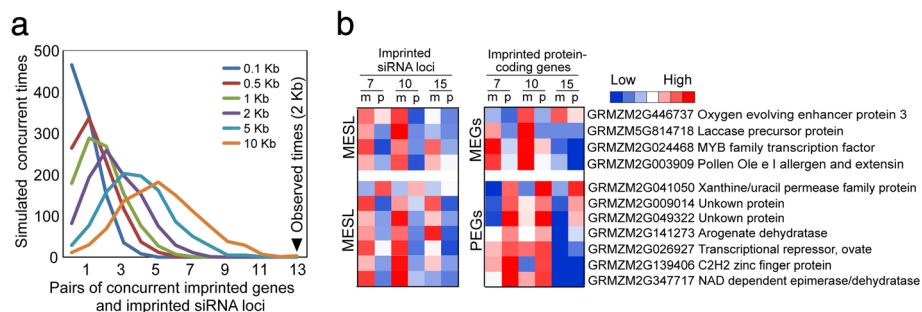 a
Simulated concurrent times
500
400
300
200
100
0
0.1 Kb
0.5 Kb
1 Kb
2 Kb
5 Kb
10 Kb
Observed times (2 Kb)
1 3 5 7 9 11 13
Pairs of concurrent imprinted genes
and imprinted siRNA loci
b
Imprinted
siRNA loci
7 10 15
m p m p m p
MESL
MESL
Imprinted protein-
coding genes
7 10 15
m p m p m p
MEGs
PEGs
Low High
GRMZM2G446737 Oxygen evolving enhancer protein 3
GRMZM5G814718 Laccase precursor protein
GRMZM2G024468 MYB family transcription factor
GRMZM2G003909 Pollen Ole e I allergen and extensin
GRMZM2G041050 Xanthine/uracil permease family protein
GRMZM2G009014 Unkown protein
GRMZM2G049322 Unkown protein
GRMZM2G141273 Arogenate dehydratase
GRMZM2G026927 Transcriptional repressor, ovate
GRMZM2G139406 C2H2 zinc finger protein
GRMZM2G347717 NAD dependent epimerase/dehydratase